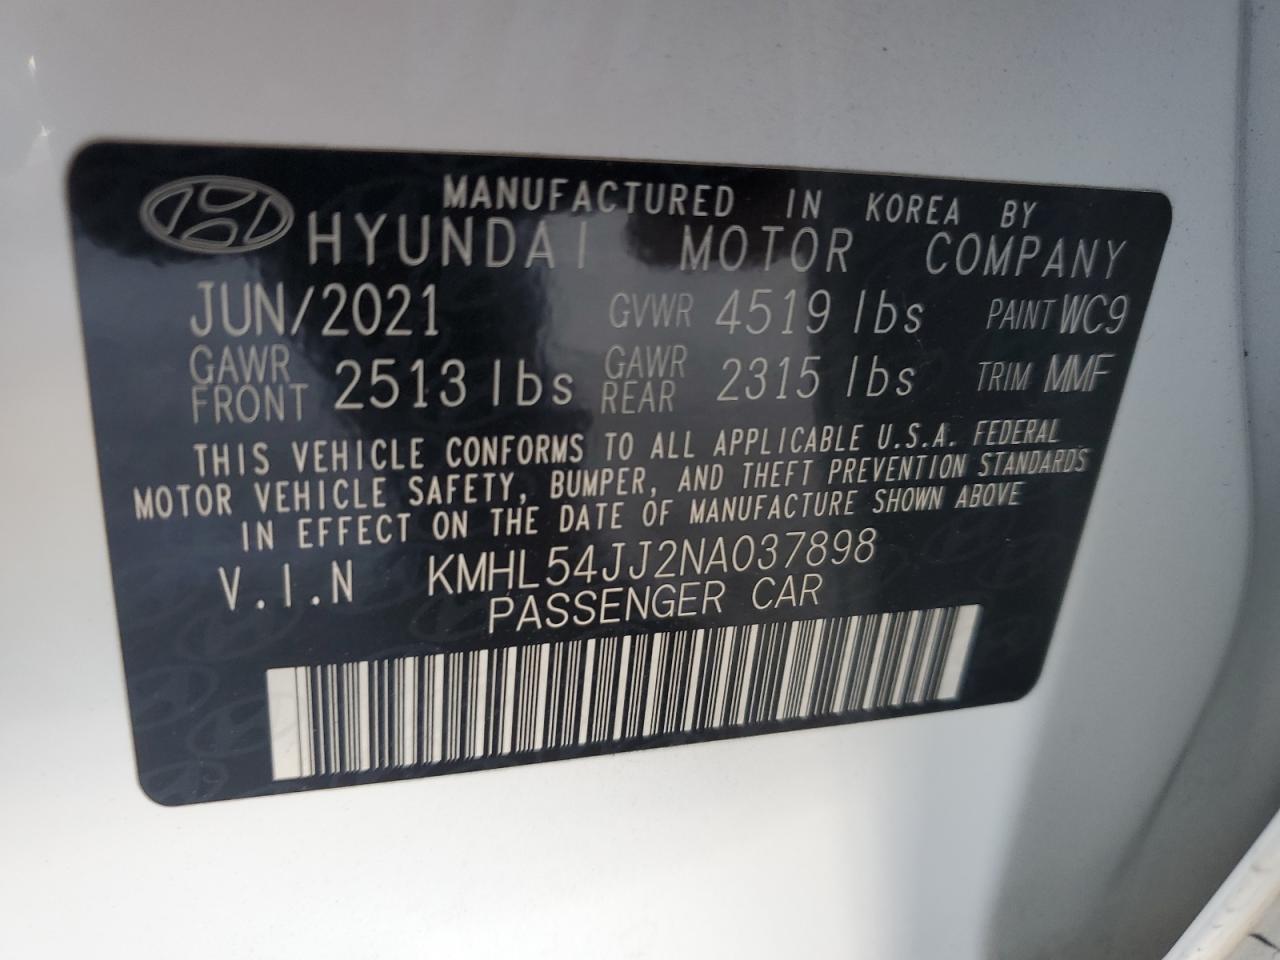 MANUFACTURED IN KOREA BY
HYUNDAI MOTOR COMPANY
JUN/2021 GVWR 4519 lbs PAINT WC9
GAWR FRONT 2513 lbs GAWR REAR 2315 lbs TRIM MMF
THIS VEHICLE CONFORMS TO ALL APPLICABLE U.S.A. FEDERAL
MOTOR VEHICLE SAFETY, BUMPER, AND THEFT PREVENTION STANDARDS
IN EFFECT ON THE DATE OF MANUFACTURE SHOWN ABOVE
V.I.N KMHL54JJ2NA037898
PASSENGER CAR